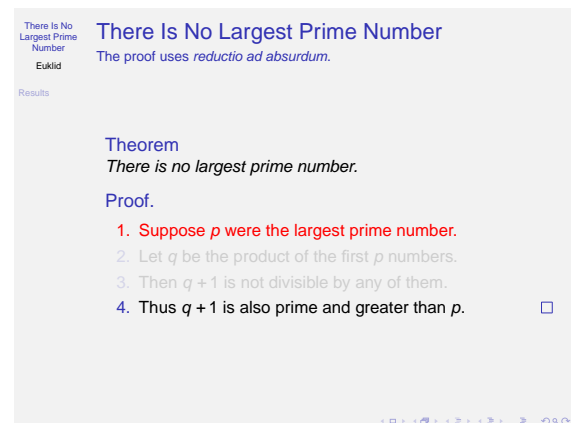 There Is No
Largest Prime
Number
Euklid
Results
There Is No Largest Prime Number
The proof uses reductio ad absurdum.
Theorem
There is no largest prime number.
Proof.
1. Suppose p were the largest prime number.
2. Let q be the product of the first p numbers.
3. Then q + 1 is not divisible by any of them.
4. Thus q + 1 is also prime and greater than p.